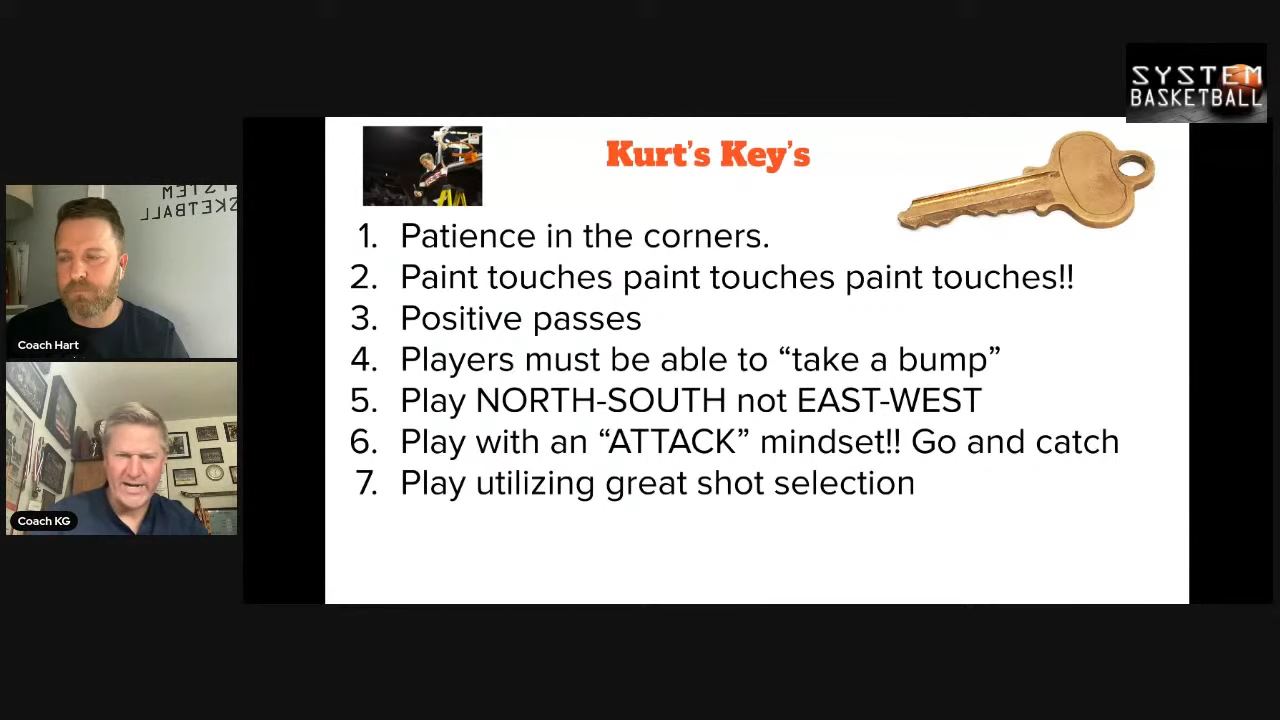 SYSTEM
BASKETBALL
Kurt's Key's
1. Patience in the corners.
2. Paint touches paint touches paint touches!!
3. Positive passes
4. Players must be able to “take a bump”
5. Play NORTH-SOUTH not EAST-WEST
6. Play with an “ATTACK” mindset!! Go and catch
7. Play utilizing great shot selection
Coach Hart
Coach KG